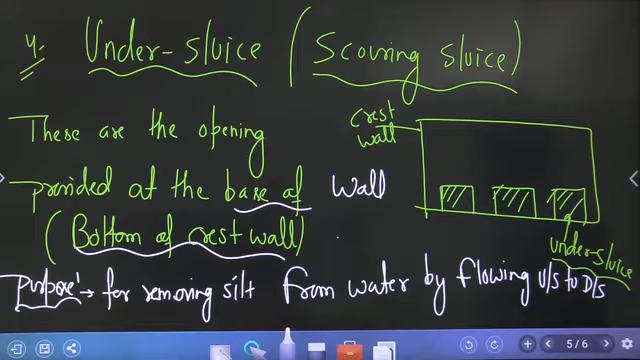 4. Under-sluice (Scouring sluice)
These are the opening
provided at the base of wall
(Bottom of crest wall)
crest
wall
under-sluice
Purpose:→ for removing silt from water by flowing U/S to D/S
5/6